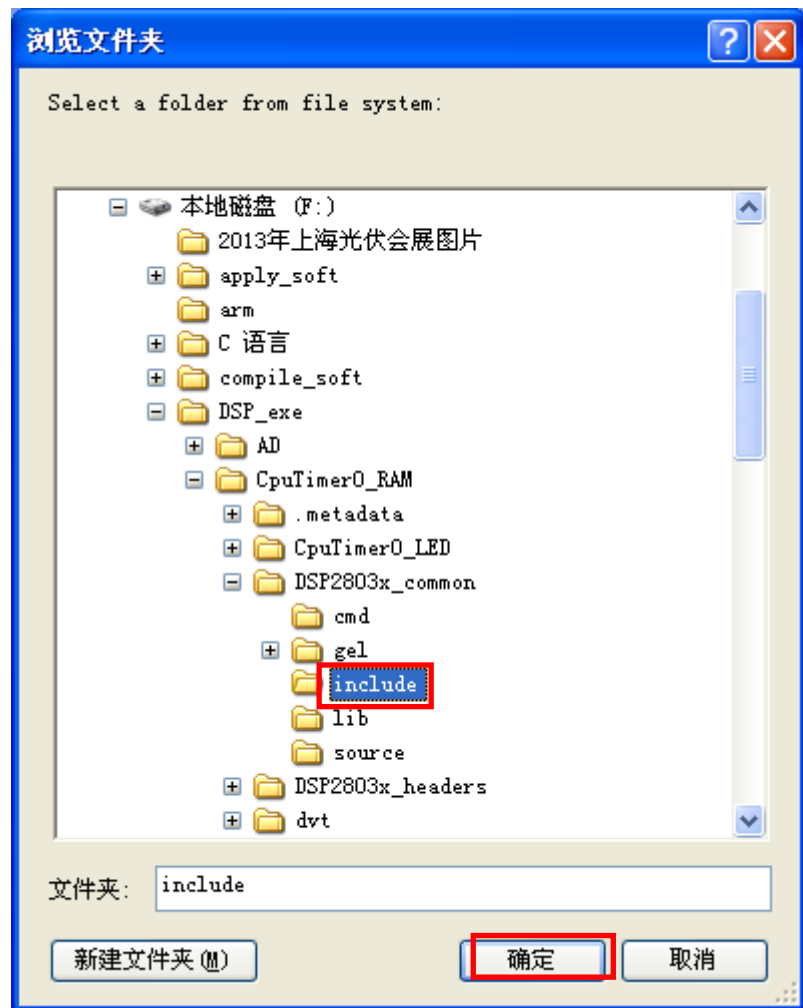 浏览文件夹
Select a folder from file system:
本地磁盘 (F:)
2013年上海光伏会展图片
apply_soft
arm
C 语言
compile_soft
DSP_exe
AD
CpuTimer0_RAM
.metadata
CpuTimer0_LED
DSP2803x_common
cmd
gel
include
lib
source
DSP2803x_headers
dvt
文件夹: include
新建文件夹(M) 确定 取消